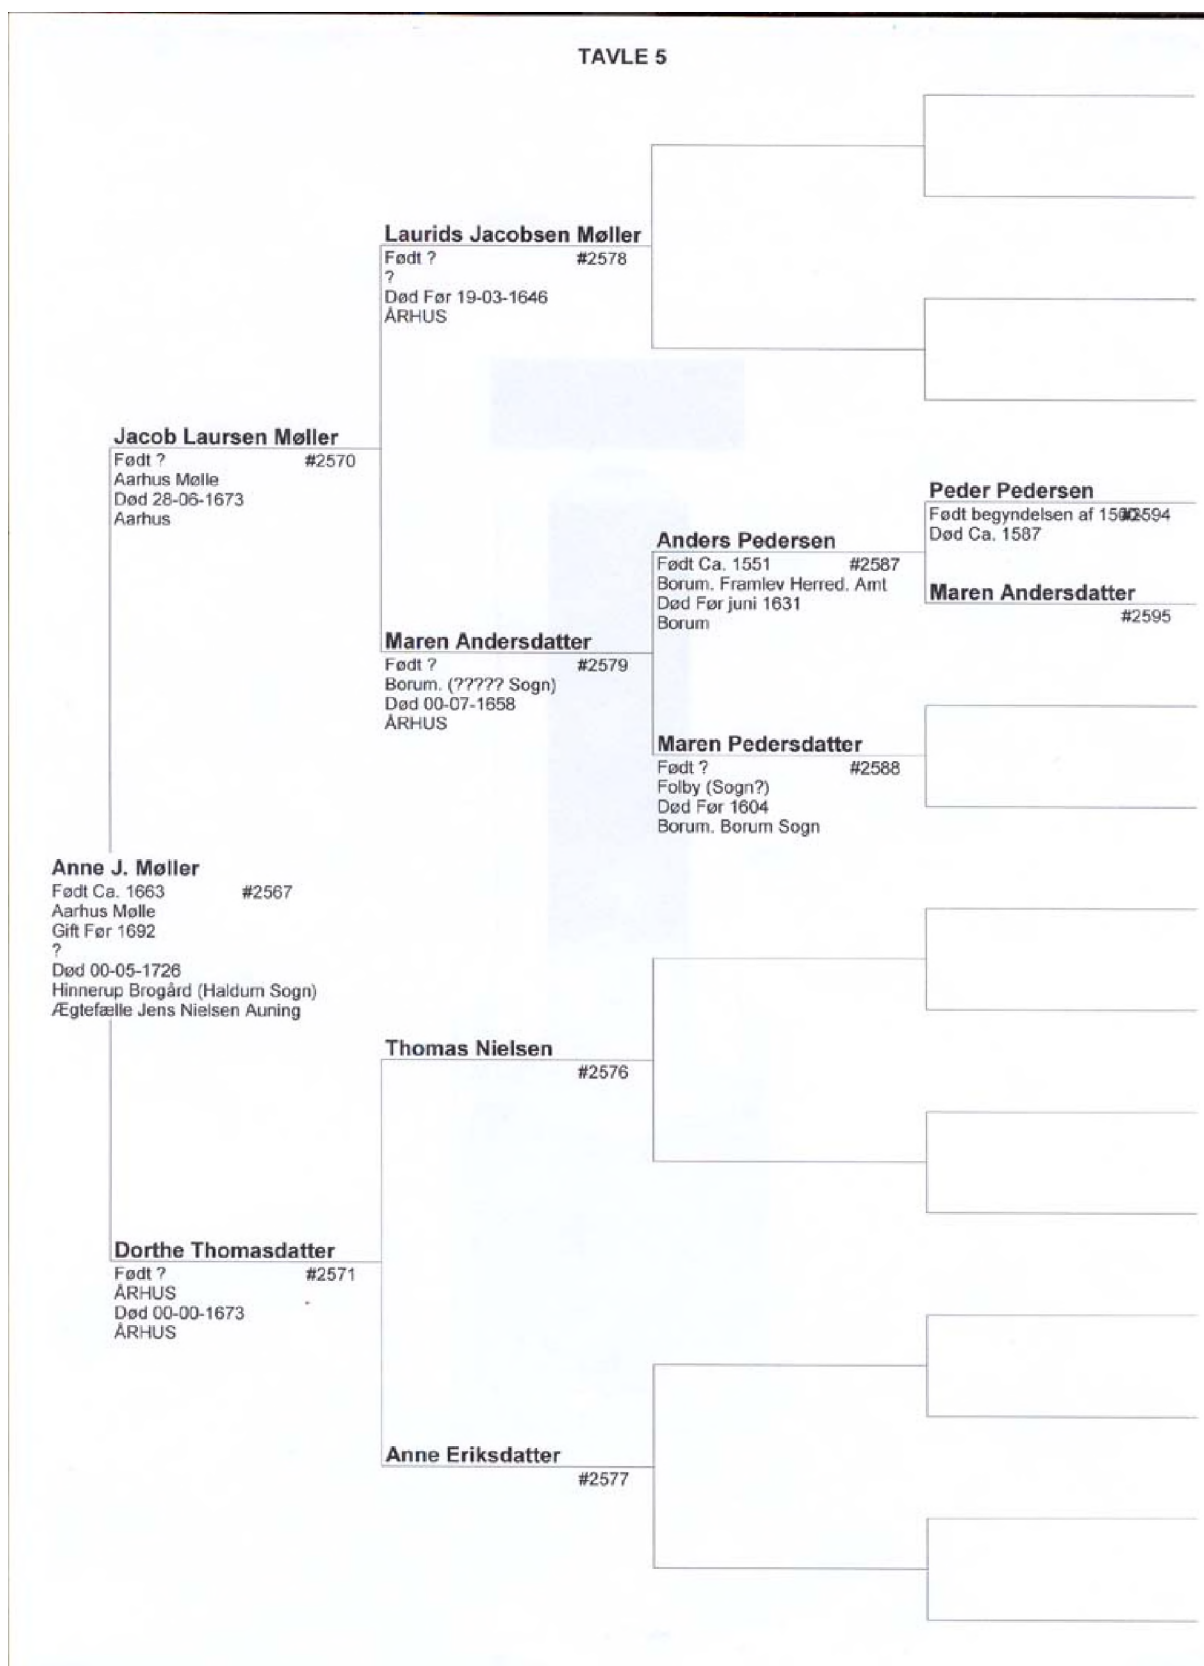 TAVLE 5
Laurids Jacobsen Møller
Født ? #2578
?
Død Før 19-03-1646
ÅRHUS
Jacob Laursen Møller
Født ? #2570
Aarhus Mølle
Død 28-06-1673
Aarhus
Peder Pedersen
Født begyndelsen af #2594
Død Ca. 1587
Anders Pedersen
Født Ca. 1551 #2587
Borum. Framlev Herred. Amt
Død Før juni 1631
Borum
Maren Andersdatter
#2595
Maren Andersdatter
Født ? #2579
Borum. (????? Sogn)
Død 00-07-1658
ÅRHUS
Maren Pedersdatter
Født ? #2588
Folby (Sogn?)
Død Før 1604
Borum. Borum Sogn
Anne J. Møller
Født Ca. 1663 #2567
Aarhus Mølle
Gift Før 1692
?
Død 00-05-1726
Hinnerup Brogård (Haldum Sogn)
Ægtefælle Jens Nielsen Auning
Thomas Nielsen
#2576
Dorthe Thomasdatter
Født ? #2571
ÅRHUS
Død 00-00-1673
ÅRHUS
Anne Eriksdatter
#2577